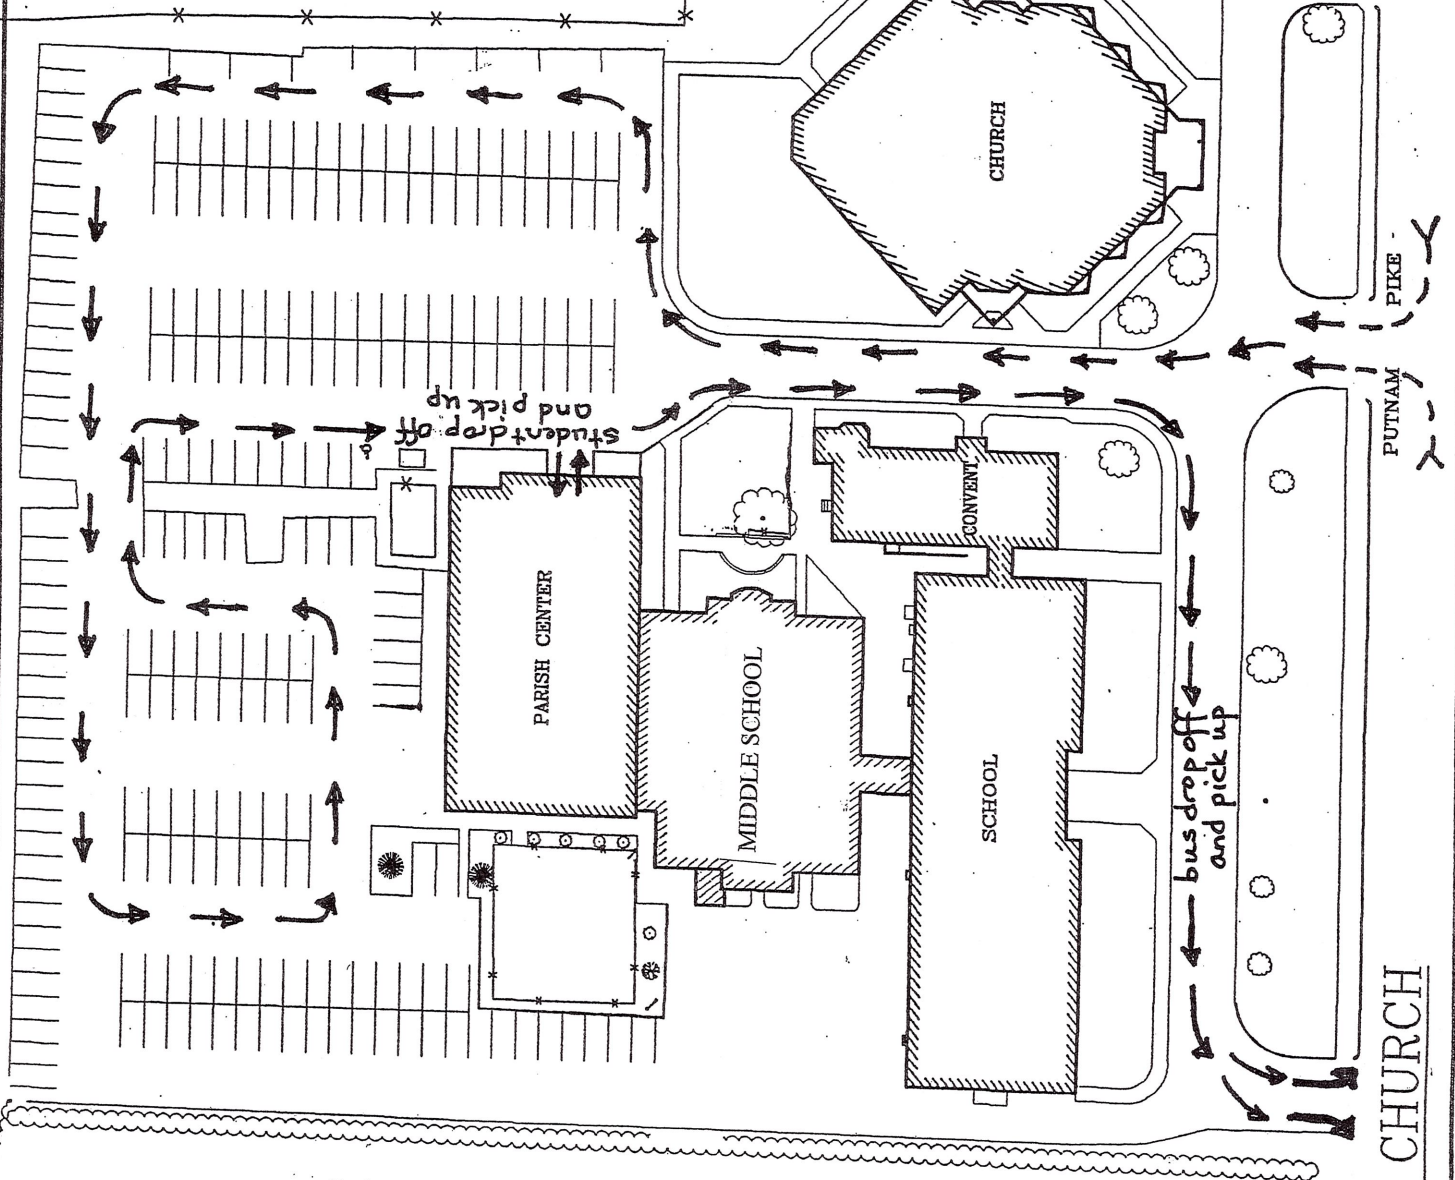 CHURCH
PUTNAM PIKE
student drop off
and pick up
CONVENT
PARISH CENTER
MIDDLE SCHOOL
SCHOOL
bus drop off
and pick up
CHURCH